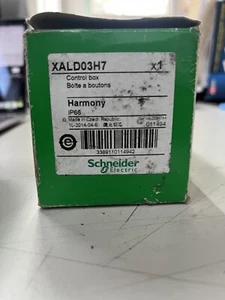 XALD03H7 x1
Control box
Boîte à boutons
Harmony
IP66
Made in Czech Republic
3389110114942
Schneider
Electric